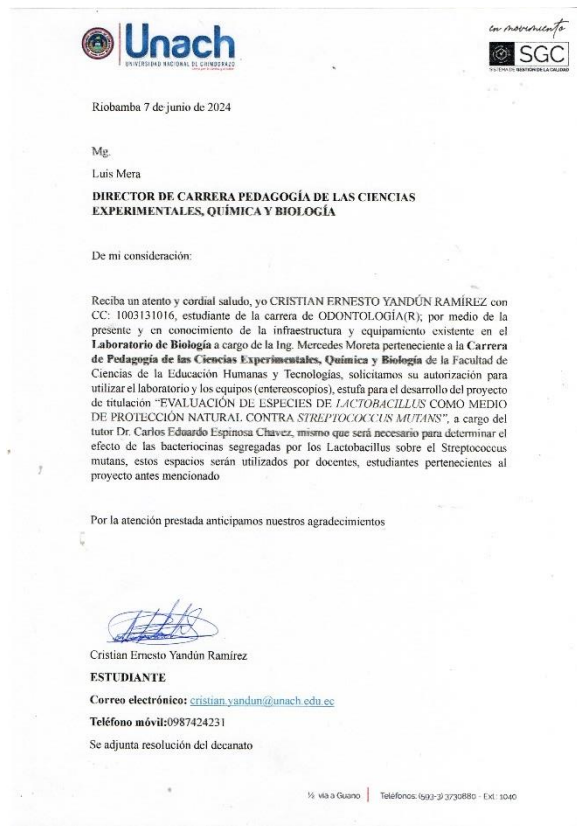 en movimiento
Unach
UNIVERSIDAD NACIONAL DE CHIMBORAZO
SGC
SISTEMA DE GESTIÓN DE LA CALIDAD
Riobamba 7 de junio de 2024
Mg.
Luis Mera
DIRECTOR DE CARRERA PEDAGOGÍA DE LAS CIENCIAS
EXPERIMENTALES, QUÍMICA Y BIOLOGÍA
De mi consideración:
Reciba un atento y cordial saludo, yo CRISTIAN ERNESTO YANDÚN RAMÍREZ con
CC: 1003131016, estudiante de la carrera de ODONTOLOGÍA(R); por medio de la
presente y en conocimiento de la infraestructura y equipamiento existente en el
Laboratorio de Biología a cargo de la Ing. Mercedes Moreta perteneciente a la Carrera
de Pedagogía de las Ciencias Experimentales, Química y Biología de la Facultad de
Ciencias de la Educación Humanas y Tecnologías, solicitamos su autorización para
utilizar el laboratorio y los equipos (entereoscopios), estufa para el desarrollo del proyecto
de titulación “EVALUACIÓN DE ESPECIES DE LACTOBACILLUS COMO MEDIO
DE PROTECCIÓN NATURAL CONTRA STREPTOCOCCUS MUTANS”, a cargo del
tutor Dr. Carlos Eduardo Espinosa Chavez, mismo que será necesario para determinar el
efecto de las bacteriocinas segregadas por los Lactobacillus sobre el Streptococcus
mutans, estos espacios serán utilizados por docentes, estudiantes pertenecientes al
proyecto antes mencionado
Por la atención prestada anticipamos nuestros agradecimientos
Cristian Ernesto Yandún Ramírez
ESTUDIANTE
Correo electrónico: cristian.yandun@unach.edu.ec
Teléfono móvil:0987424231
Se adjunta resolución del decanato
½ vía a Guano | Teléfonos: (593-3) 3730880 - Ext.: 1040